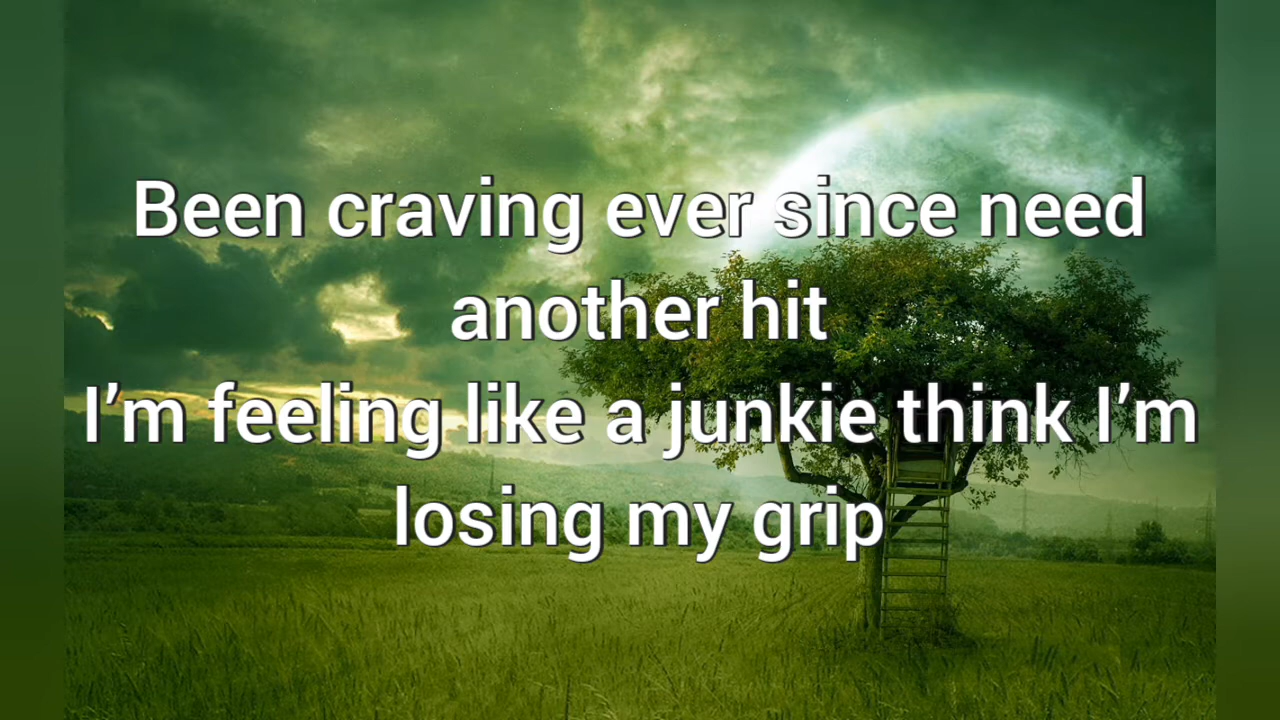 Been craving ever since need
another hit
I’m feeling like a junkie think I’m
losing my grip